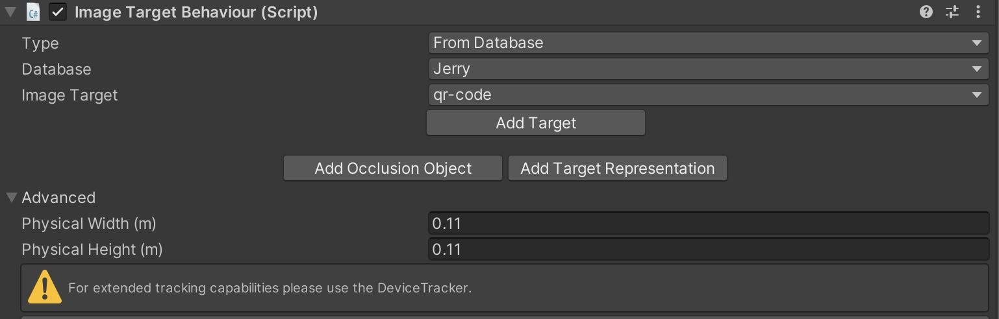 C# Image Target Behaviour (Script)
Type From Database
Database Jerry
Image Target qr-code
Add Target
Add Occlusion Object Add Target Representation
Advanced
Physical Width (m) 0.11
Physical Height (m) 0.11
For extended tracking capabilities please use the DeviceTracker.